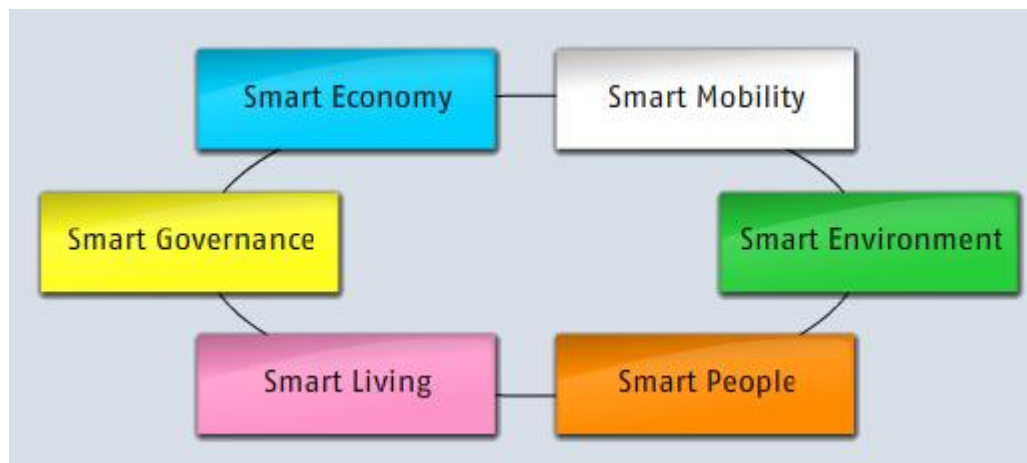 Smart Economy
Smart Mobility
Smart Governance
Smart Environment
Smart Living
Smart People